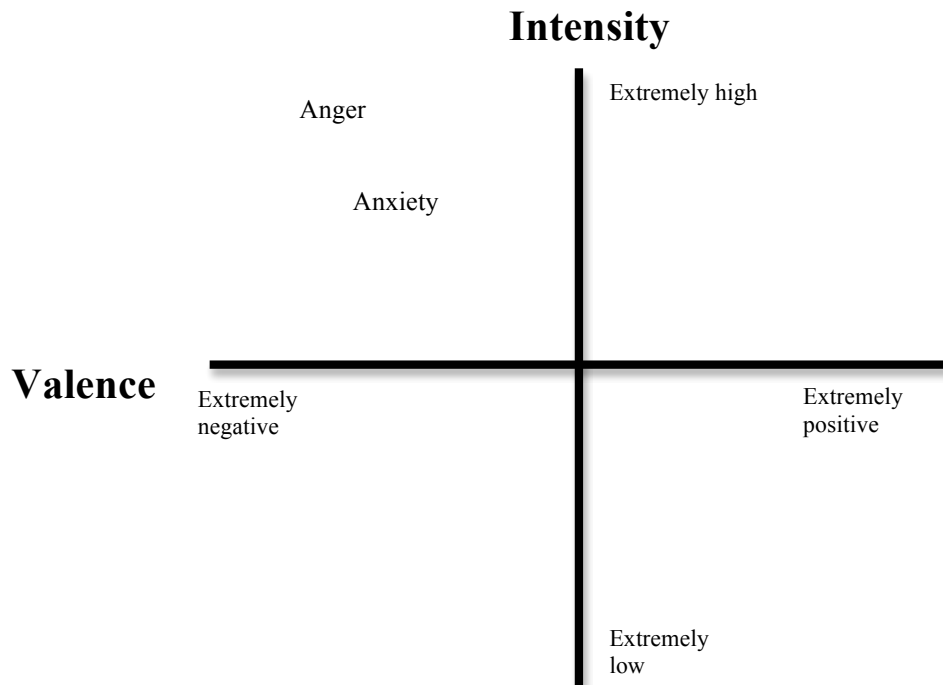 Intensity
Extremely high
Anger
Anxiety
Valence
Extremely
negative
Extremely
positive
Extremely
low